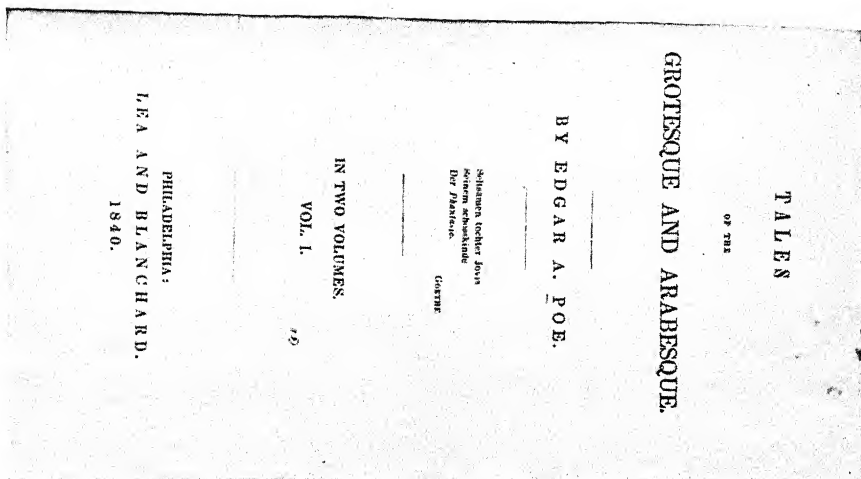 TALES
OF THE
GROTESQUE AND ARABESQUE.
BY EDGAR A. POE.
Seltsamen tochter Jovis
Seinem schosskinde
Der Phantasie.
GOETHE
IN TWO VOLUMES.
VOL. I.
PHILADELPHIA:
LEA AND BLANCHARD.
1840.